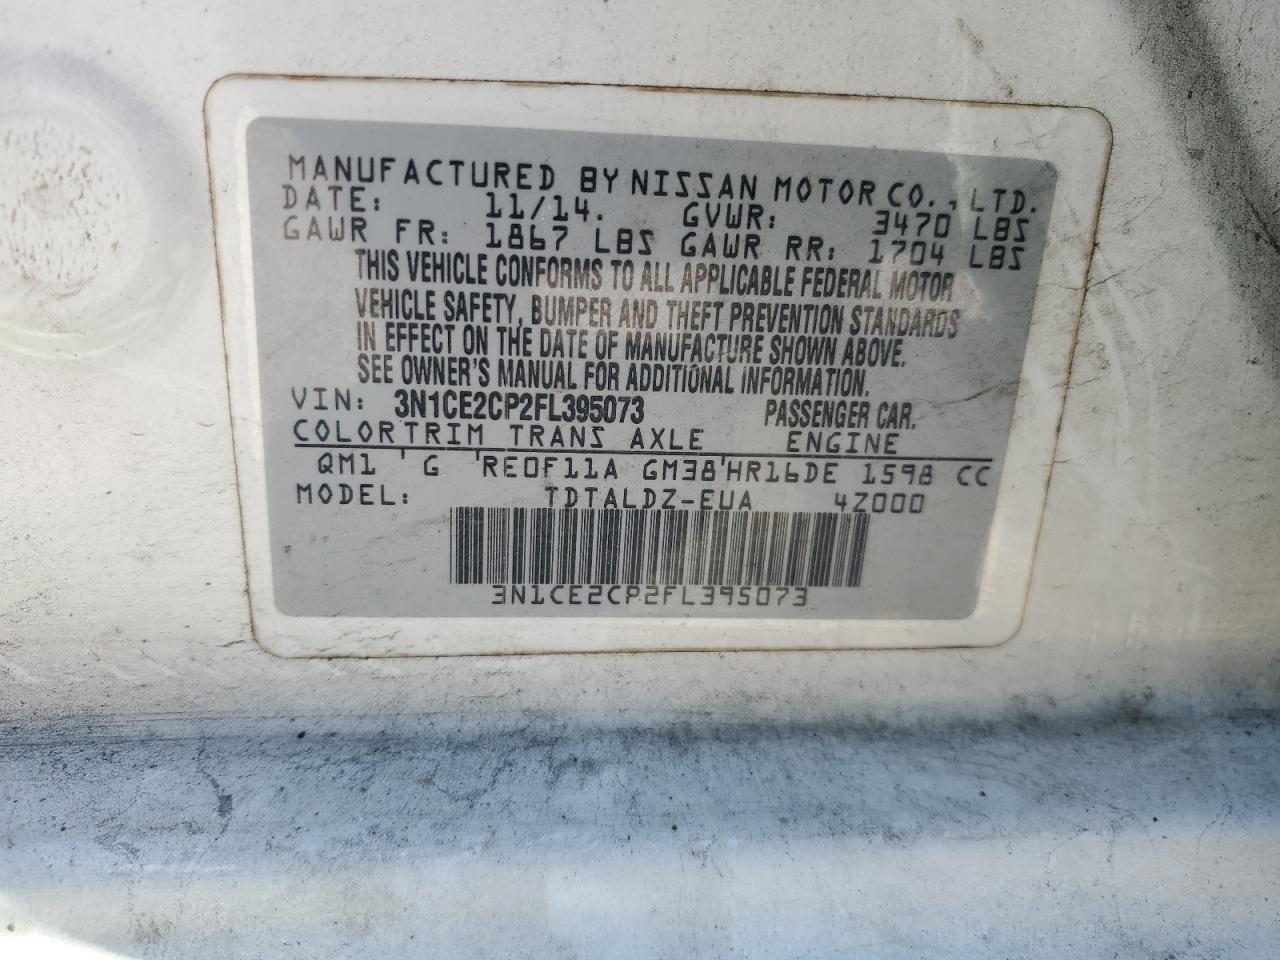 MANUFACTURED BY NISSAN MOTOR CO., LTD.
DATE: 11/14. GVWR: 3470 LBS
GAWR FR: 1867 LBS GAWR RR: 1704 LBS
THIS VEHICLE CONFORMS TO ALL APPLICABLE FEDERAL MOTOR
VEHICLE SAFETY, BUMPER AND THEFT PREVENTION STANDARDS
IN EFFECT ON THE DATE OF MANUFACTURE SHOWN ABOVE.
SEE OWNER'S MANUAL FOR ADDITIONAL INFORMATION.
VIN: 3N1CE2CP2FL395073 PASSENGER CAR.
COLOR TRIM TRANS AXLE ENGINE
QM1 ' G ' RE0F11A GM38 ' HR16DE 1598 CC
MODEL: TDTALDZ-EUA 4Z000
3N1CE2CP2FL395073